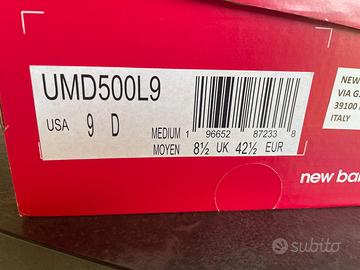 UMD500L9
USA 9 D
MEDIUM
MOYEN
1 96652 87233 8
8½ UK 42½ EUR
NEW
VIA G.
39100
ITALY
new bal
subito